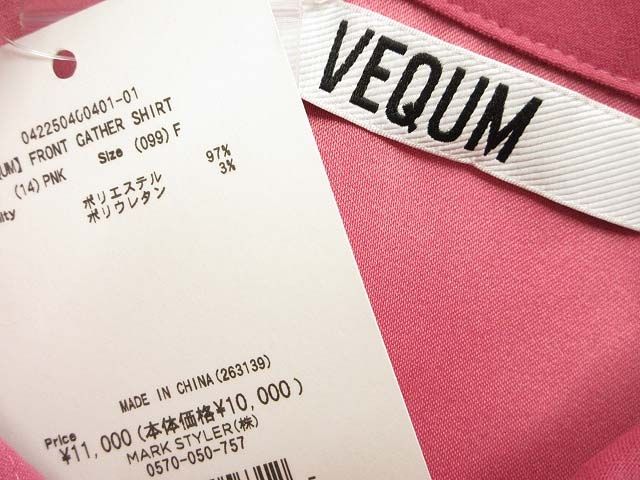 042250400401-01
UM】FRONT GATHER SHIRT
(14) PNK Size (099) F
lity ポリエステル 97%
ポリウレタン 3%
MADE IN CHINA(263139)
Price ¥11,000 (本体価格¥10,000)
MARK STYLER(株)
0570-050-757
VEQUM